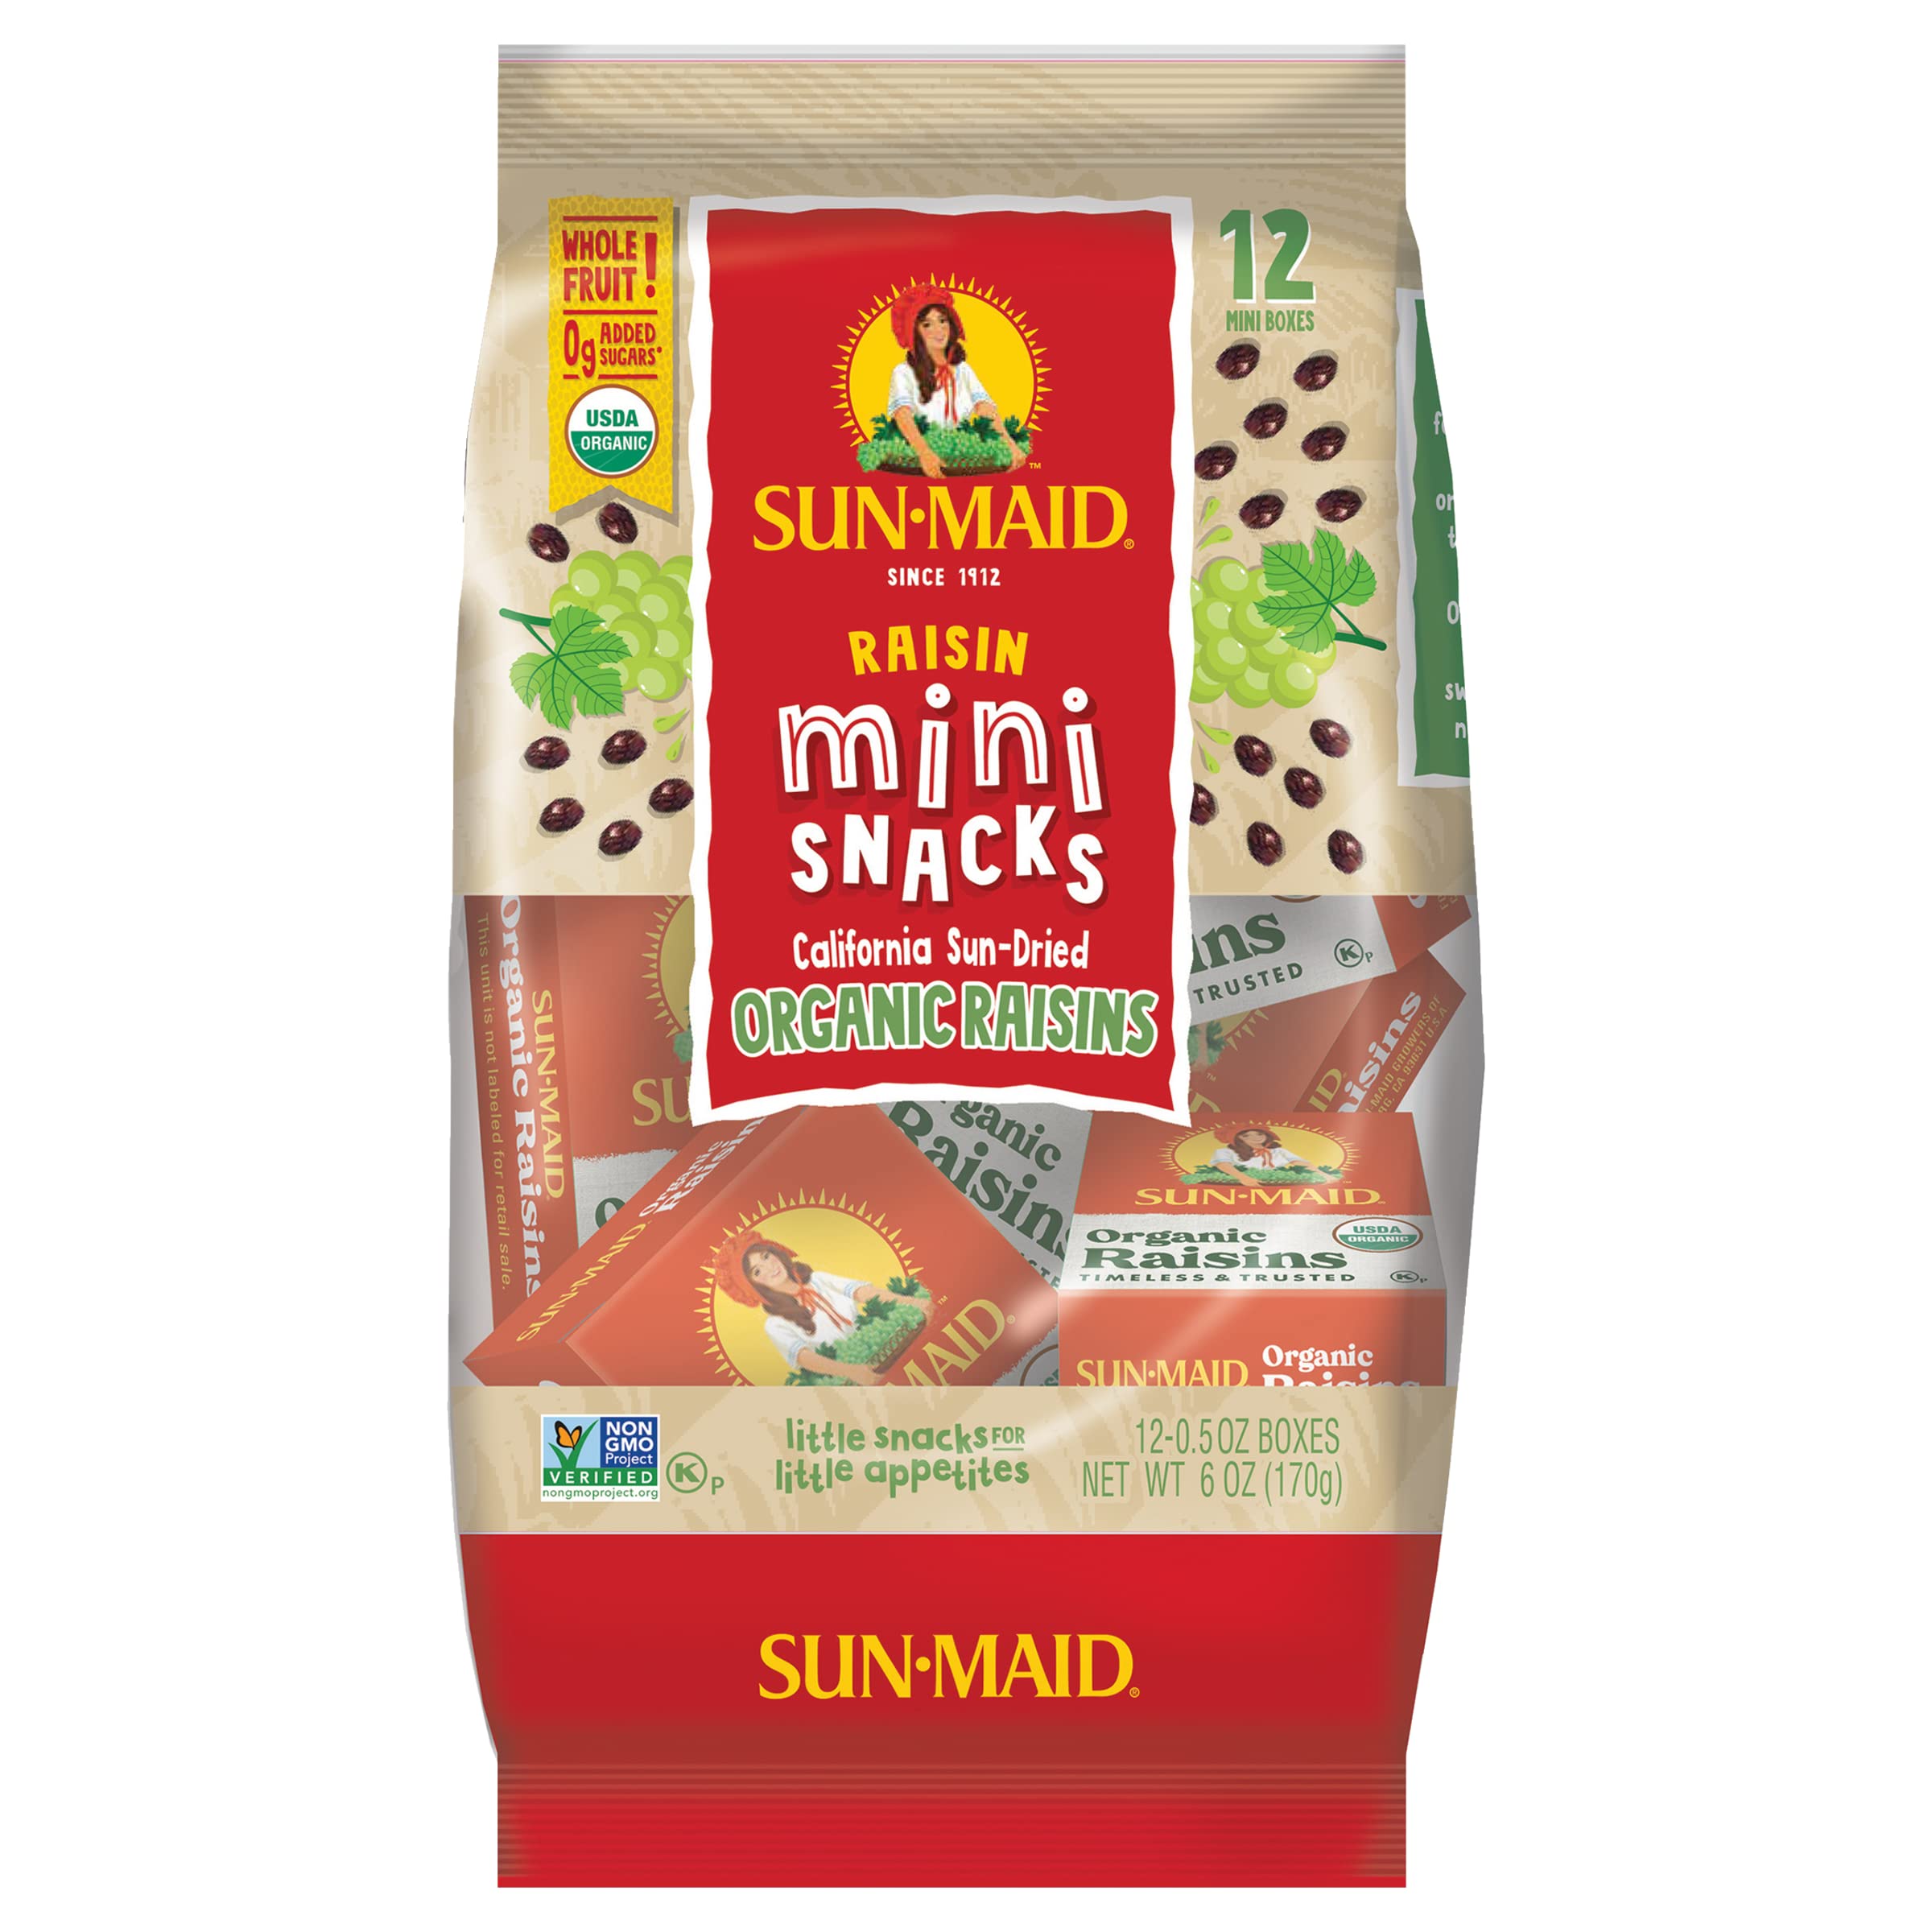 WHOLE
FRUIT!
0g ADDED
SUGARS*
USDA
ORGANIC
12
MINI BOXES
SUN•MAID®
SINCE 1912
RAISIN
mini
SNACKS
California Sun-Dried
ORGANIC RAISINS
SUN•MAID
Organic Raisins
This unit is not labeled for retail sale.
TRUSTED
K P
SUN•MAID
Organic
Raisins
SUN•MAID®
Organic
Raisins
USDA
ORGANIC
TIMELESS & TRUSTED
K P
SUN•MAID
Organic
Raisins
NON
GMO
Project
VERIFIED
nongmoproject.org
K P
little snacks FOR
little appetites
12-0.5 OZ BOXES
NET WT 6 OZ (170g)
SUN•MAID®